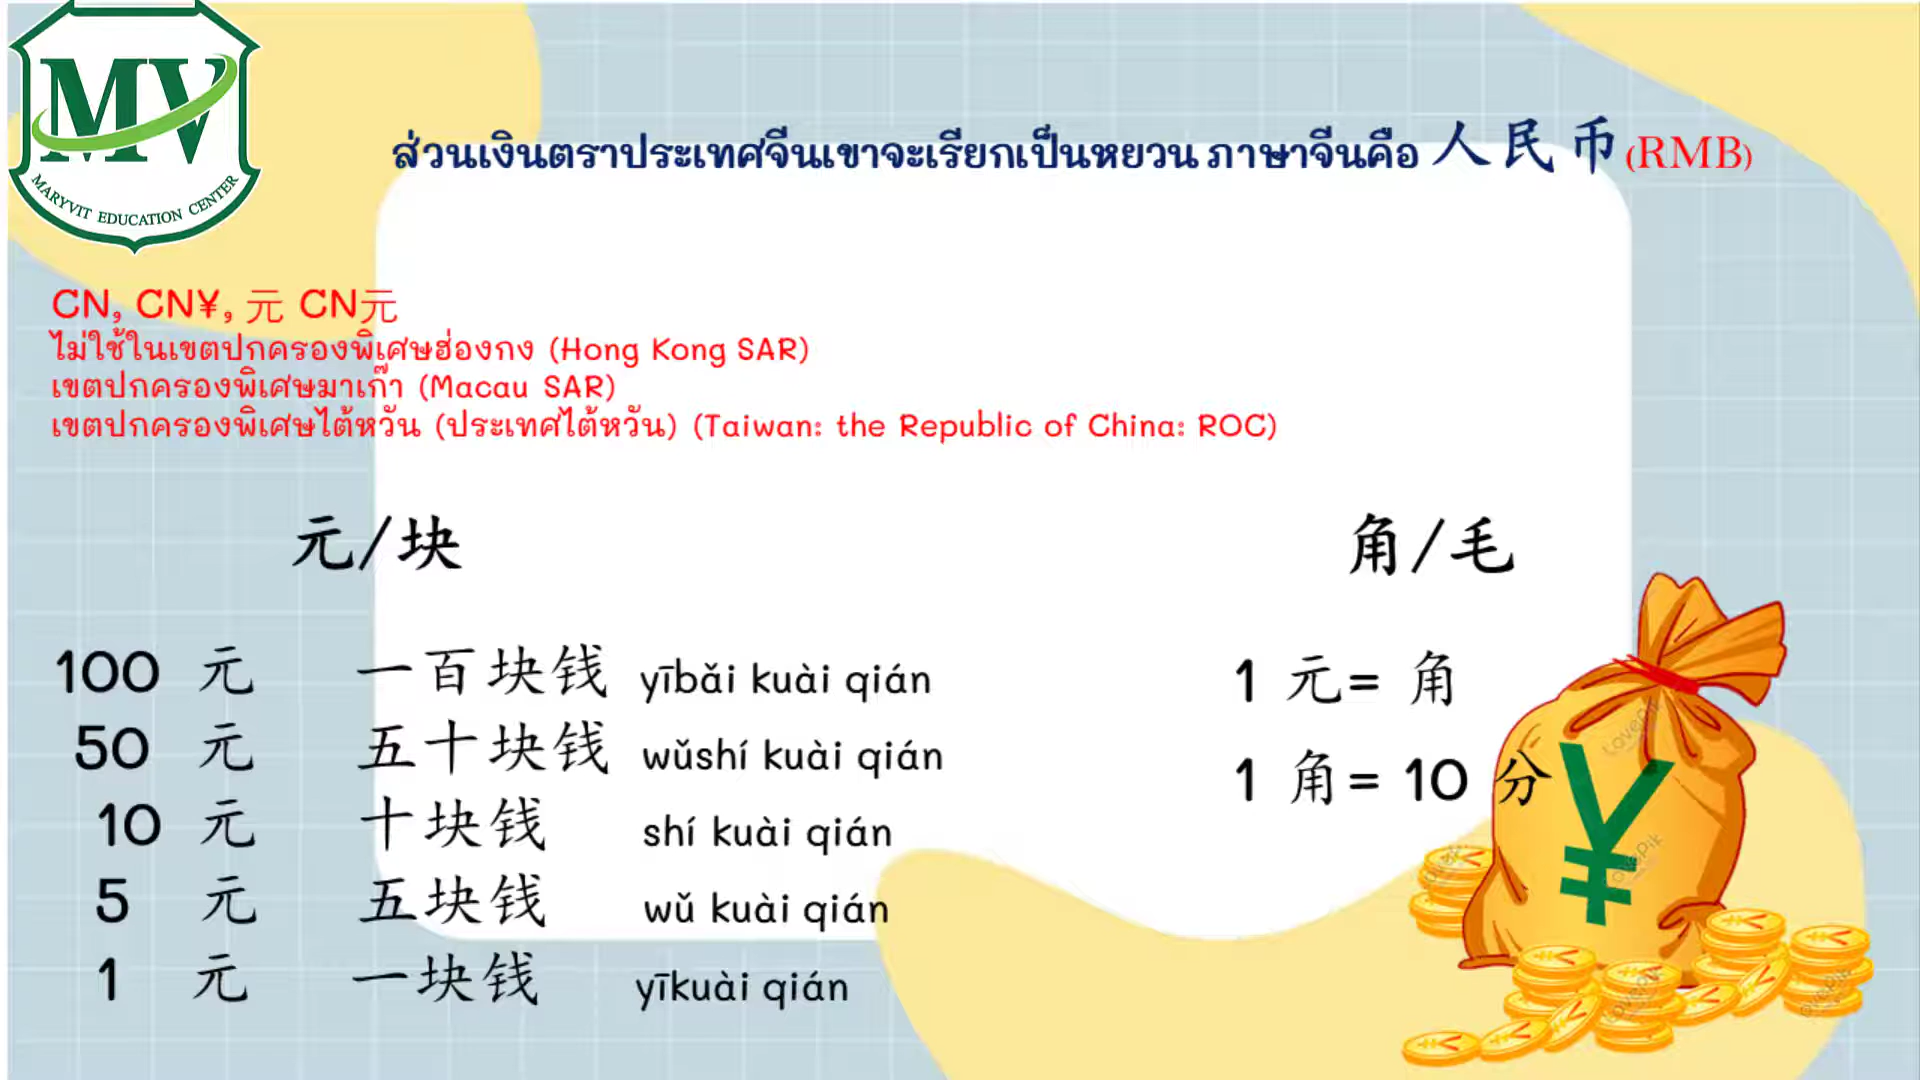 MV
MARYVIT EDUCATION CENTER
ส่วนเงินตราประเทศจีนเขาจะเรียกเป็นหยวน ภาษาจีนคือ 人民币 (RMB)
CN, CN¥, 元 CN元
ไม่ใช้ในเขตปกครองพิเศษฮ่องกง (Hong Kong SAR)
เขตปกครองพิเศษมาเก๊า (Macau SAR)
เขตปกครองพิเศษไต้หวัน (ประเทศไต้หวัน) (Taiwan: the Republic of China: ROC)
元/块
100 元 一百块钱 yībǎi kuài qián
50 元 五十块钱 wǔshí kuài qián
10 元 十块钱 shí kuài qián
5 元 五块钱 wǔ kuài qián
1 元 一块钱 yīkuài qián
角/毛
1 元= 角
1 角= 10 分
¥
LovePik
LovePik
LovePik
LovePik
LovePik